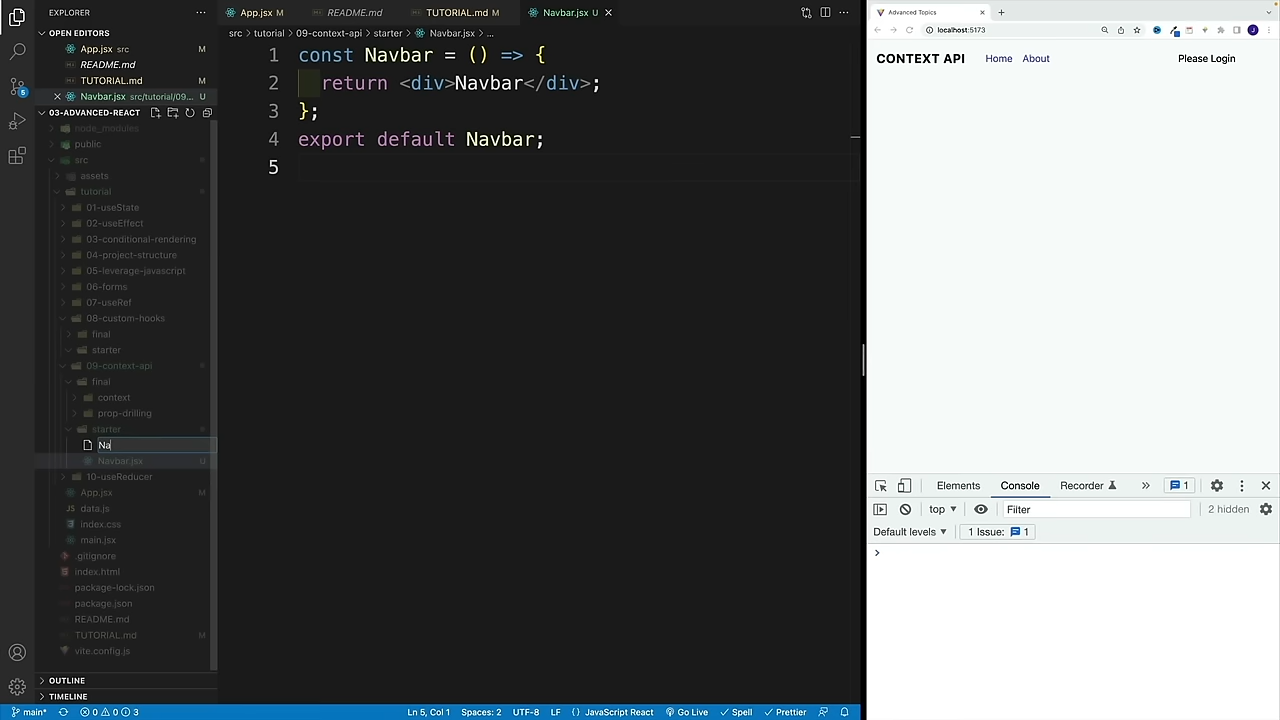 EXPLORER
OPEN EDITORS
App.jsx src M
README.md
TUTORIAL.md M
Navbar.jsx src/tutorial/09... U
03-ADVANCED-REACT
node_modules
public
src
assets
tutorial
01-useState
02-useEffect
03-conditional-rendering
04-project-structure
05-leverage-javascript
06-forms
07-useRef
08-custom-hooks
final
starter
09-context-api
final
context
prop-drilling
starter
Na
Navbar.jsx U
10-useReducer
App.jsx M
data.js
index.css
main.jsx
.gitignore
index.html
package-lock.json
package.json
README.md
TUTORIAL.md M
vite.config.js
OUTLINE
TIMELINE
5
App.jsx M README.md TUTORIAL.md M Navbar.jsx U
src > tutorial > 09-context-api > starter > Navbar.jsx > ...
1 const Navbar = () => {
2 return <div>Navbar</div>;
3 };
4 export default Navbar;
5
main* 0 0 3 Ln 5, Col 1 Spaces: 2 UTF-8 LF JavaScript React Go Live Spell Prettier
Advanced Topics
localhost:5173
J
CONTEXT API Home About Please Login
Elements Console Recorder 1
top Filter 2 hidden
Default levels 1 Issue: 1